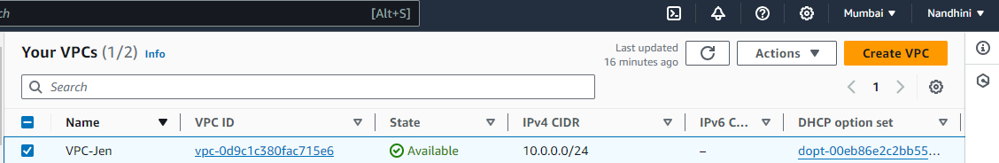 ch [Alt+S] Mumbai ▼ Nandhini ▼
Your VPCs (1/2) Info Last updated 16 minutes ago Actions ▼ Create VPC
Search 1
Name VPC ID State IPv4 CIDR IPv6 C... DHCP option set
VPC-Jen vpc-0d9c1c380fac715e6 Available 10.0.0.0/24 – dopt-00eb86e2c2bb55...